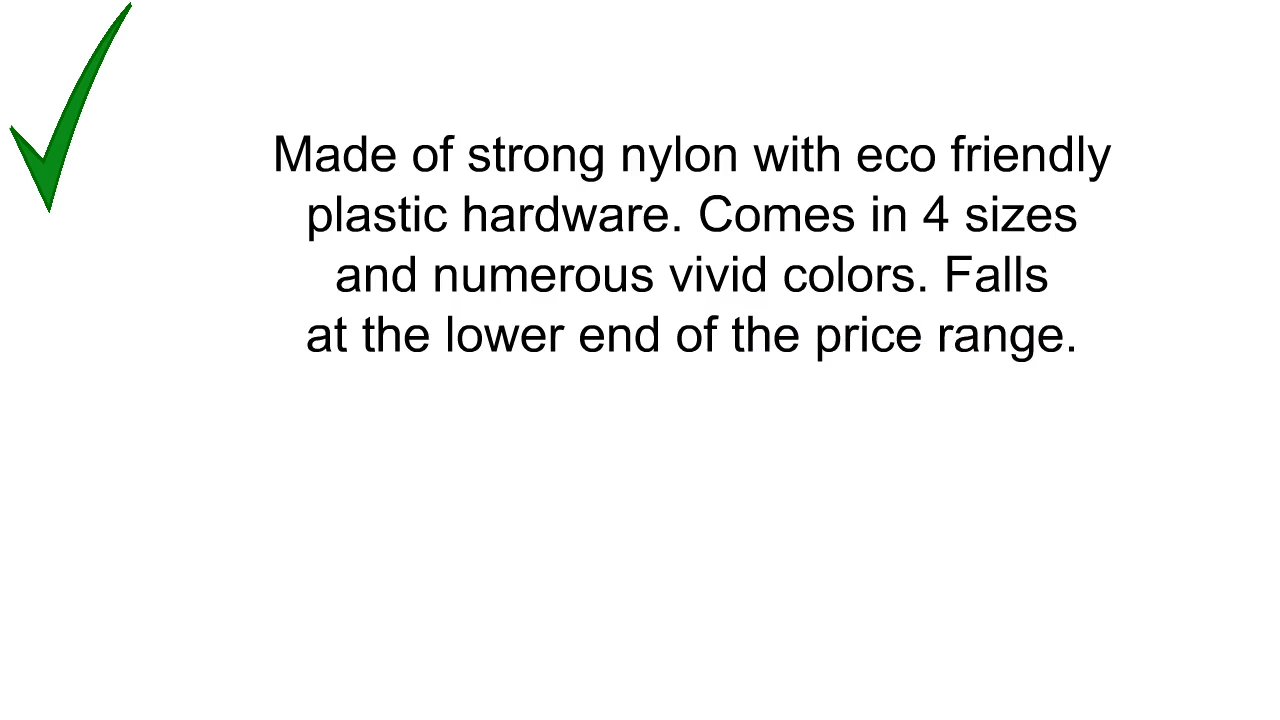 Made of strong nylon with eco friendly
plastic hardware. Comes in 4 sizes
and numerous vivid colors. Falls
at the lower end of the price range.